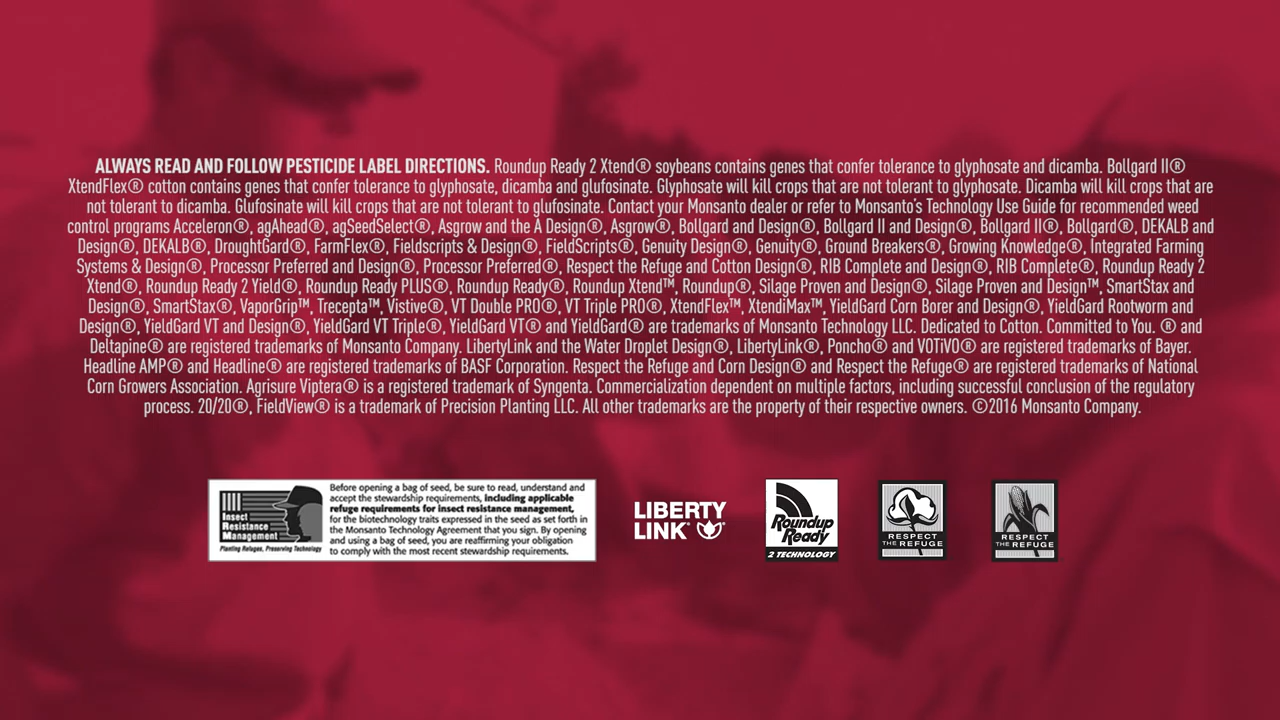 ALWAYS READ AND FOLLOW PESTICIDE LABEL DIRECTIONS. Roundup Ready 2 Xtend® soybeans contains genes that confer tolerance to glyphosate and dicamba. Bollgard II®
XtendFlex® cotton contains genes that confer tolerance to glyphosate, dicamba and glufosinate. Glyphosate will kill crops that are not tolerant to glyphosate. Dicamba will kill crops that are
not tolerant to dicamba. Glufosinate will kill crops that are not tolerant to glufosinate. Contact your Monsanto dealer or refer to Monsanto's Technology Use Guide for recommended weed
control programs Acceleron®, agAhead®, agSeedSelect®, Asgrow and the A Design®, Asgrow®, Bollgard and Design®, Bollgard II and Design®, Bollgard II®, Bollgard®, DEKALB and
Design®, DEKALB®, DroughtGard®, FarmFlex®, Fieldscripts & Design®, FieldScripts®, Genuity Design®, Genuity®, Ground Breakers®, Growing Knowledge®, Integrated Farming
Systems & Design®, Processor Preferred and Design®, Processor Preferred®, Respect the Refuge and Cotton Design®, RIB Complete and Design®, RIB Complete®, Roundup Ready 2
Xtend®, Roundup Ready 2 Yield®, Roundup Ready PLUS®, Roundup Ready®, Roundup Xtend™, Roundup®, Silage Proven and Design®, Silage Proven and Design™, SmartStax and
Design®, SmartStax®, VaporGrip™, Trecepta™, Vistive®, VT Double PRO®, VT Triple PRO®, XtendFlex™, XtendiMax™, YieldGard Corn Borer and Design®, YieldGard Rootworm and
Design®, YieldGard VT and Design®, YieldGard VT Triple®, YieldGard VT® and YieldGard® are trademarks of Monsanto Technology LLC. Dedicated to Cotton. Committed to You. ® and
Deltapine® are registered trademarks of Monsanto Company. LibertyLink and the Water Droplet Design®, LibertyLink®, Poncho® and VOTiVO® are registered trademarks of Bayer.
Headline AMP® and Headline® are registered trademarks of BASF Corporation. Respect the Refuge and Corn Design® and Respect the Refuge® are registered trademarks of National
Corn Growers Association. Agrisure Viptera® is a registered trademark of Syngenta. Commercialization dependent on multiple factors, including successful conclusion of the regulatory
process. 20/20®, FieldView® is a trademark of Precision Planting LLC. All other trademarks are the property of their respective owners. ©2016 Monsanto Company.
Insect
Resistance
Management
Planting Refuges, Preserving Technology
Before opening a bag of seed, be sure to read, understand and
accept the stewardship requirements, including applicable
refuge requirements for insect resistance management,
for the biotechnology traits expressed in the seed as set forth in
the Monsanto Technology Agreement that you sign. By opening
and using a bag of seed, you are reaffirming your obligation
to comply with the most recent stewardship requirements.
LIBERTY
LINK®
Roundup
Ready
2 TECHNOLOGY
RESPECT
THE REFUGE
RESPECT
THE REFUGE